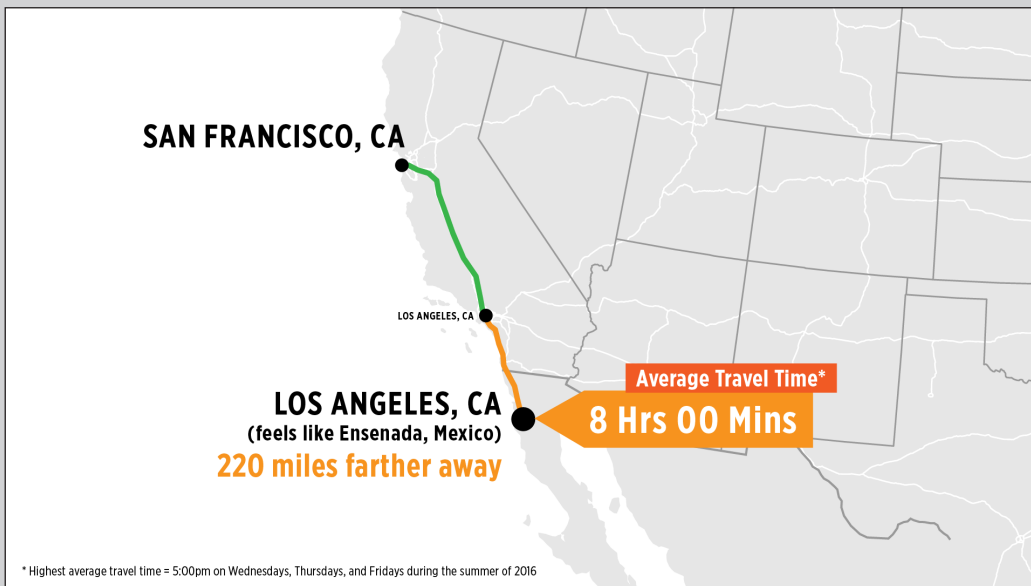 SAN FRANCISCO, CA
LOS ANGELES, CA
LOS ANGELES, CA
(feels like Ensenada, Mexico)
220 miles farther away
Average Travel Time*
8 Hrs 00 Mins
* Highest average travel time = 5:00pm on Wednesdays, Thursdays, and Fridays during the summer of 2016